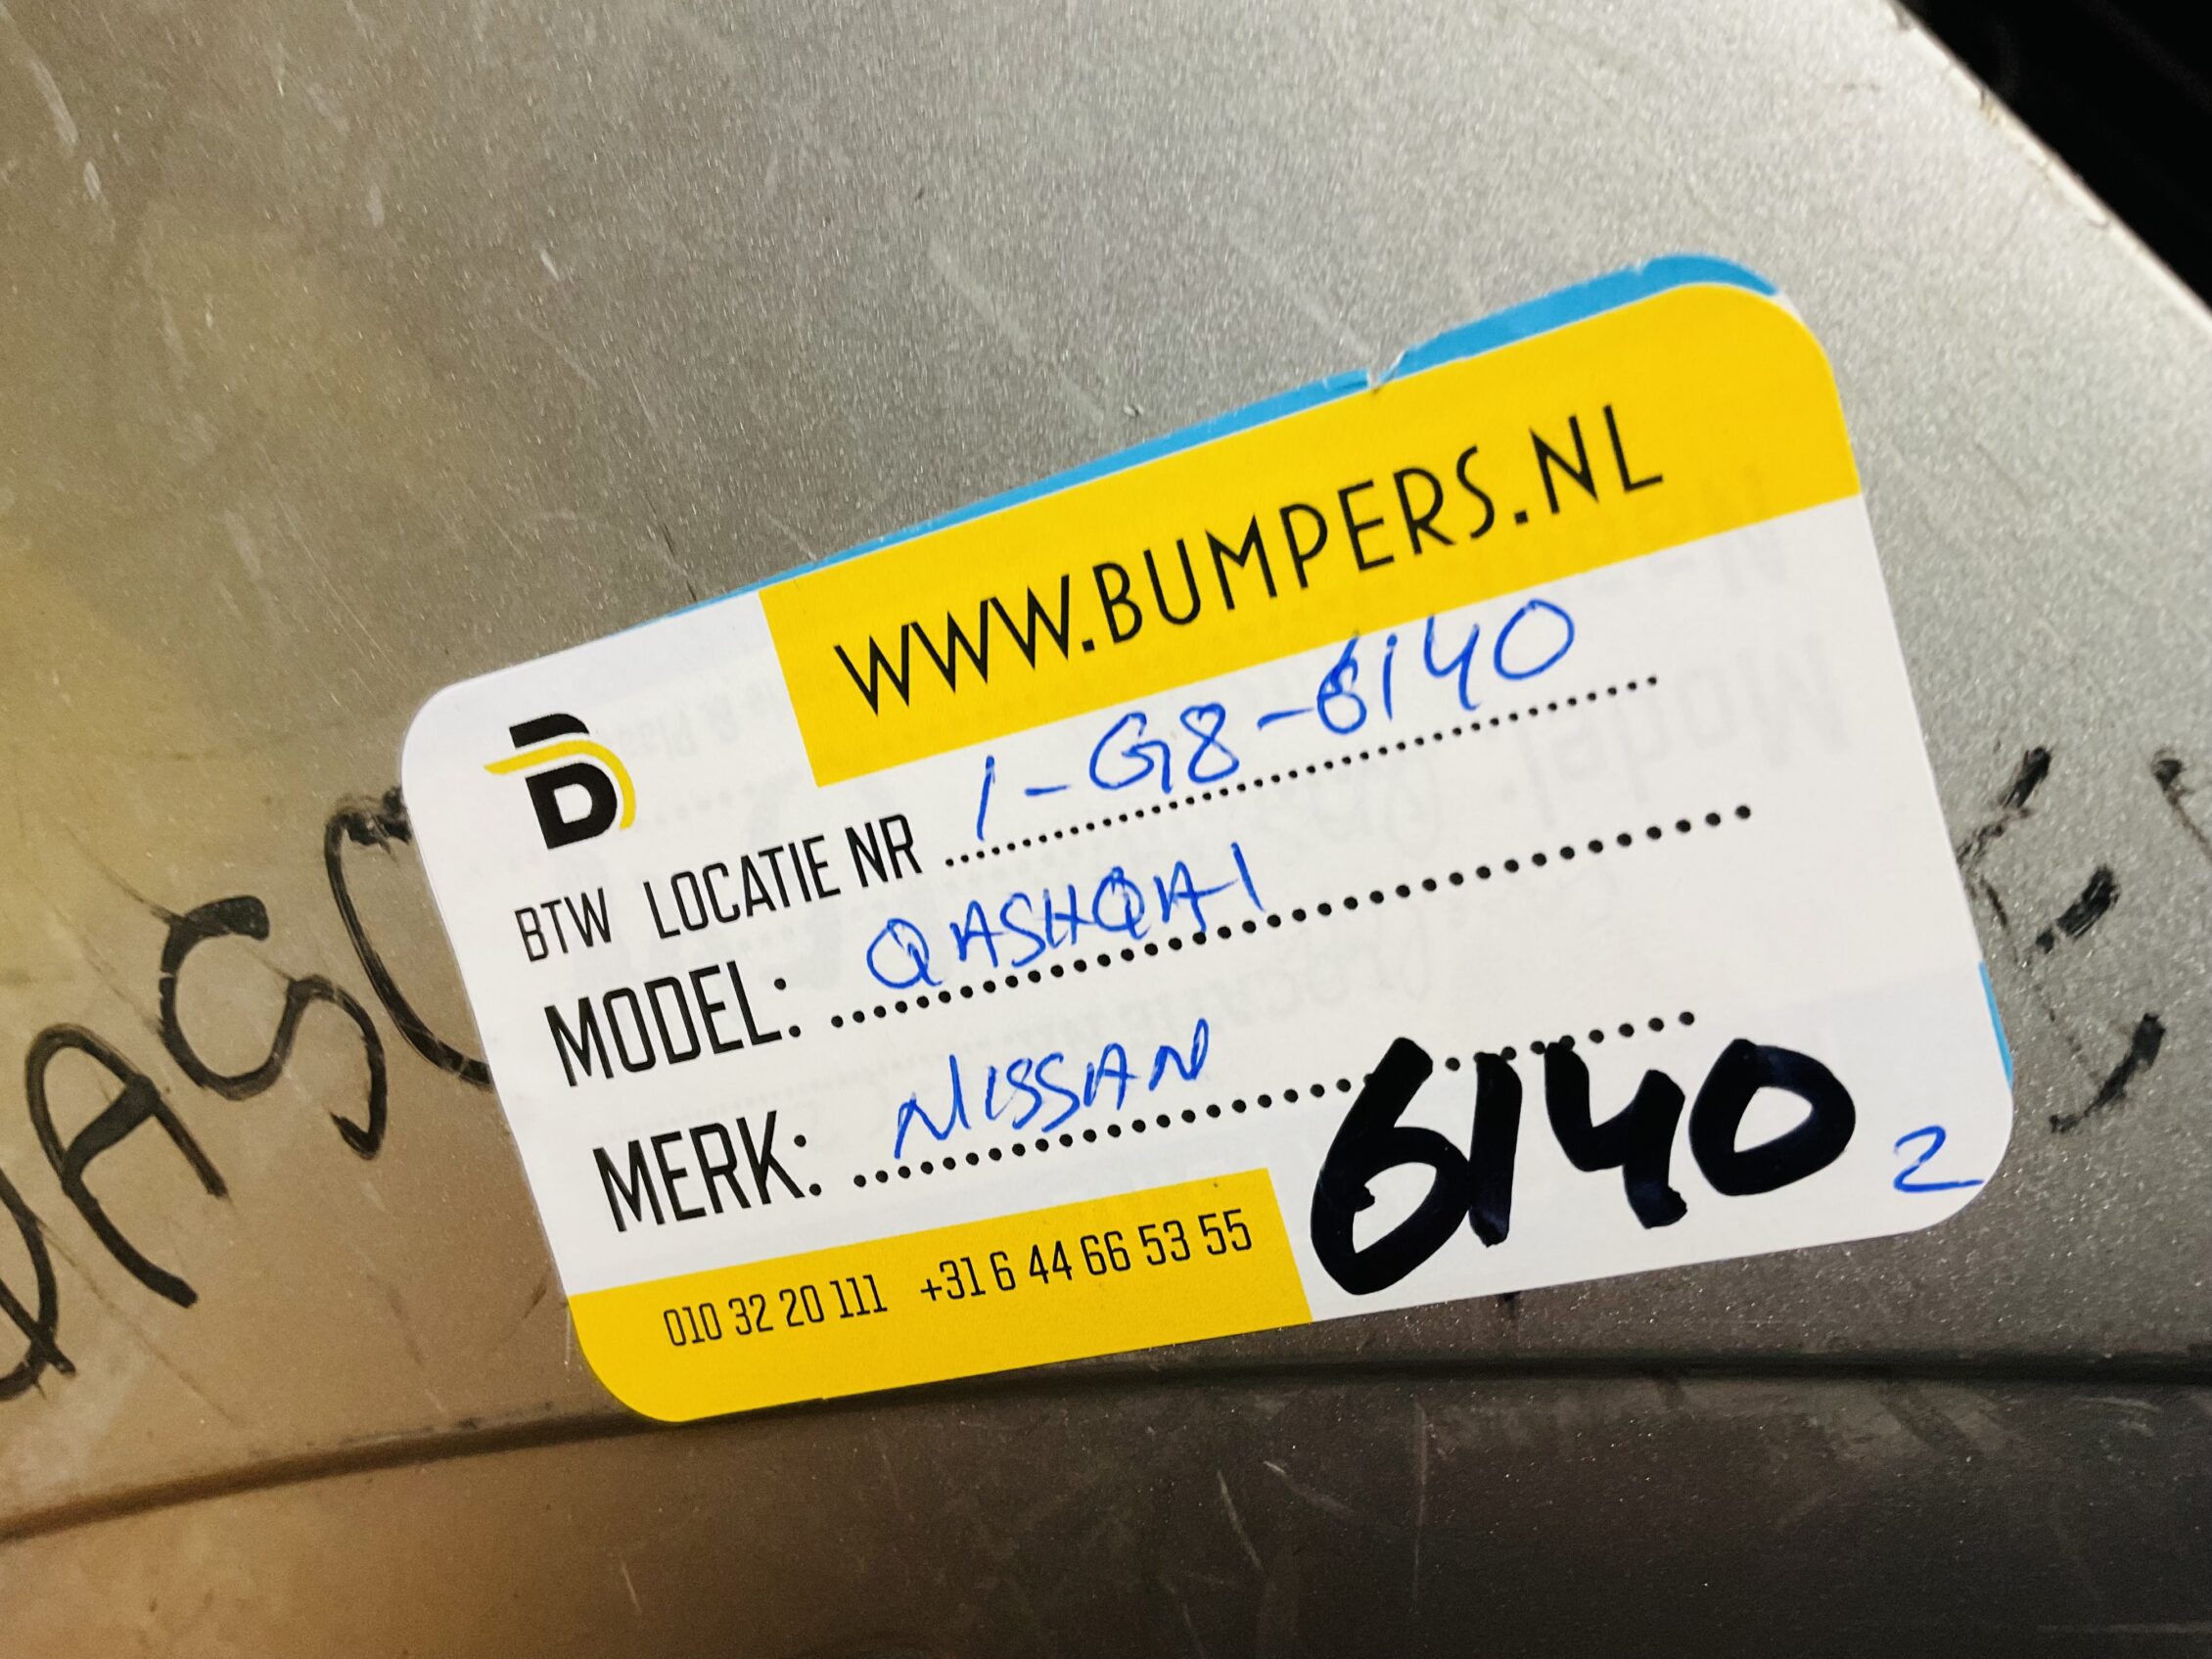 WWW.BUMPERS.NL
BTW LOCATIE NR 1-G8-6140
MODEL: QASHQAI
MERK: NISSAN
6140 2
010 32 20 111 +31 6 44 66 53 55